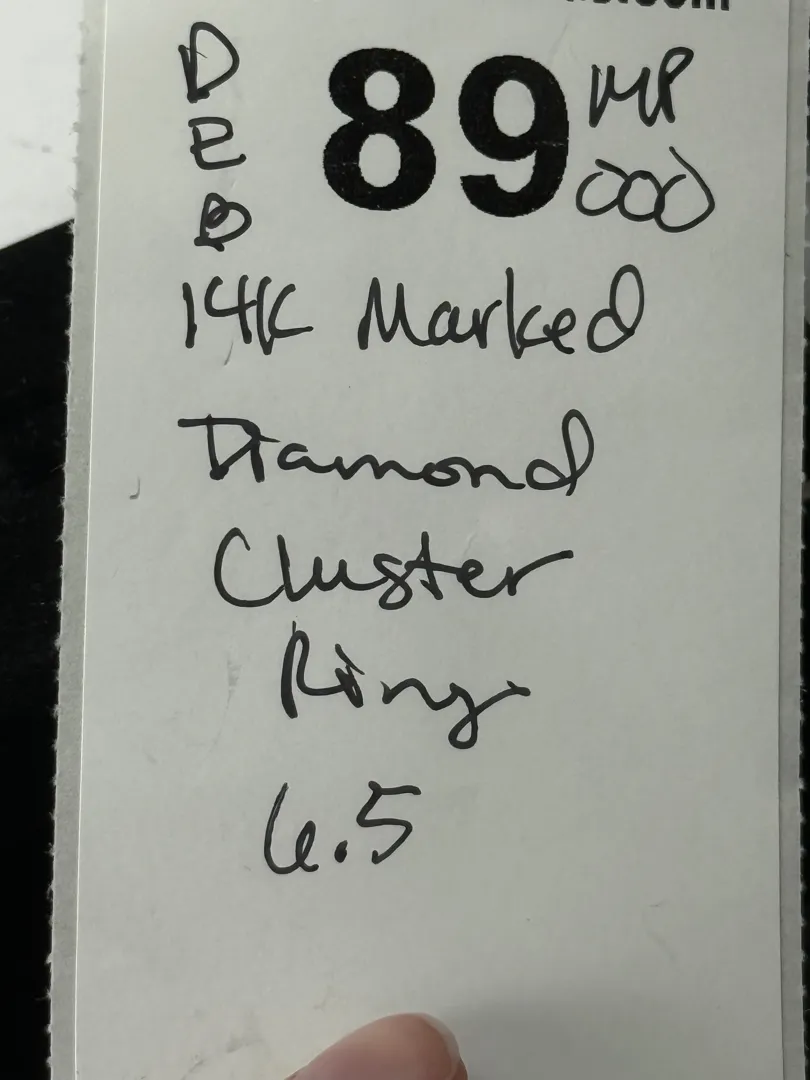 D
E
B
89
MP
000
14K Marked
Diamond
Cluster
Ring
6.5